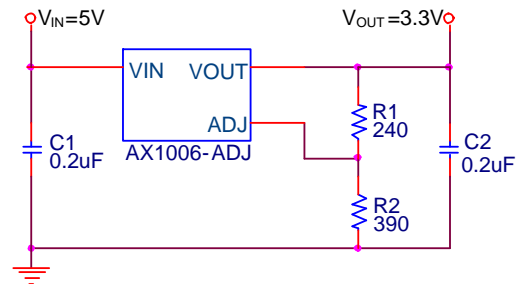 VIN=5V
VOUT=3.3V
VIN
VOUT
ADJ
AX1006-ADJ
C1
0.2uF
R1
240
C2
0.2uF
R2
390